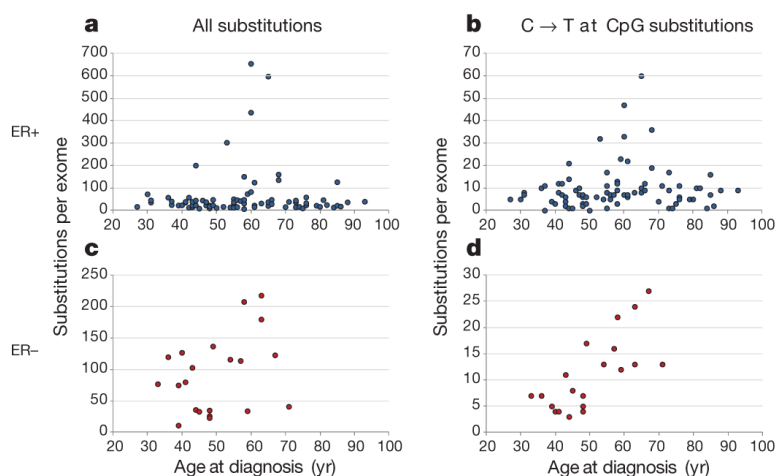 a All substitutions
b C → T at CpG substitutions
ER+
Substitutions per exome
700
600
500
400
300
200
100
0
20 30 40 50 60 70 80 90 100
Substitutions per exome
70
60
50
40
30
20
10
0
20 30 40 50 60 70 80 90 100
c
ER–
250
200
150
100
50
0
20 30 40 50 60 70 80 90 100
Age at diagnosis (yr)
d
30
25
20
15
10
5
0
20 30 40 50 60 70 80 90 100
Age at diagnosis (yr)